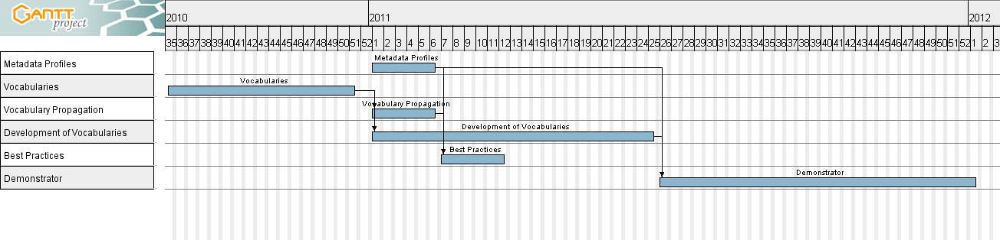 GANTT project
2010 2011 2012
35 36 37 38 39 40 41 42 43 44 45 46 47 48 49 50 51 52 1 2 3 4 5 6 7 8 9 10 11 12 13 14 15 16 17 18 19 20 21 22 23 24 25 26 27 28 29 30 31 32 33 34 35 36 37 38 39 40 41 42 43 44 45 46 47 48 49 50 51 52 1 2 3
Metadata Profiles Metadata Profiles
Vocabularies Vocabularies
Vocabulary Propagation Vocabulary Propagation
Development of Vocabularies Development of Vocabularies
Best Practices Best Practices
Demonstrator Demonstrator